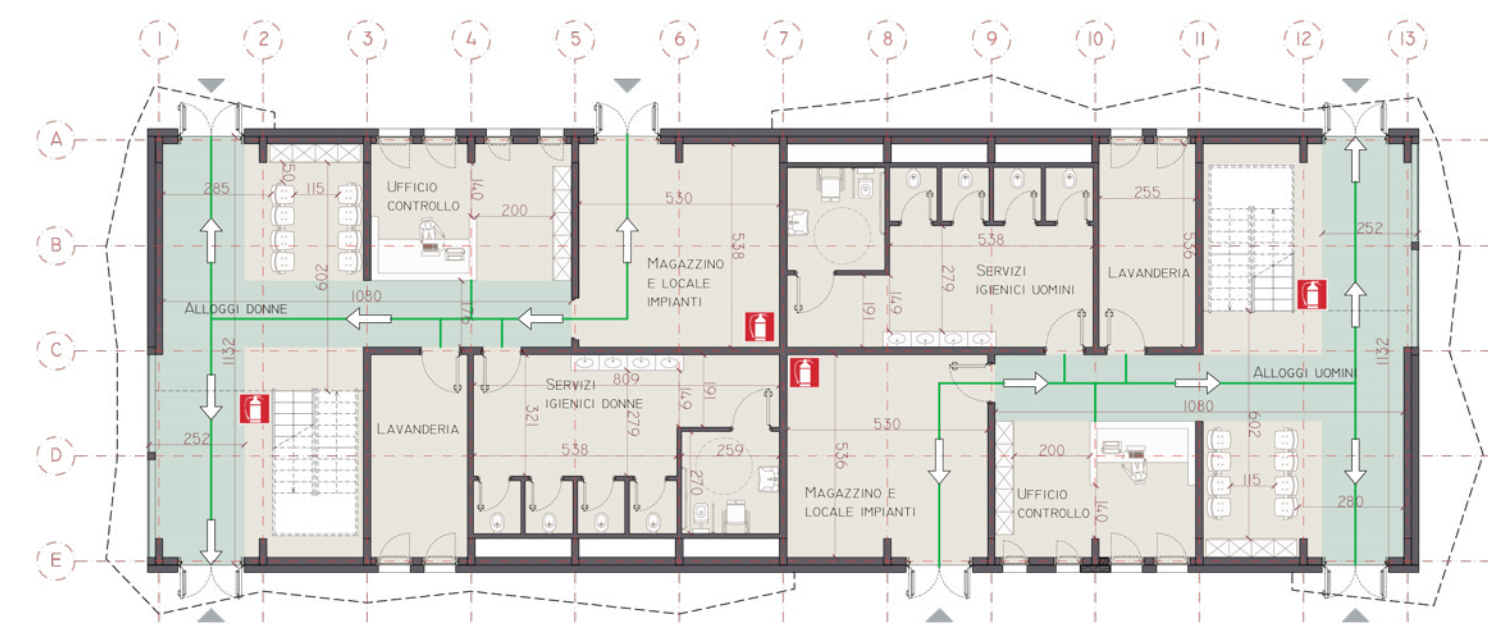 1 2 3 4 5 6 7 8 9 10 11 12 13
A
B
C
D
E
285
50
115
209
UFFICIO
CONTROLLO
140
200
530
538
MAGAZZINO
E LOCALE
IMPIANTI
1080
ALLOGGI DONNE
1132
252
LAVANDERIA
809
SERVIZI
IGIENICI DONNE
321
279
149
191
538
259
270
538
279
SERVIZI
IGIENICI UOMINI
149
191
255
536
LAVANDERIA
252
ALLOGGI UOMINI
1132
1080
530
536
MAGAZZINO E
LOCALE IMPIANTI
200
UFFICIO
CONTROLLO
140
602
115
280